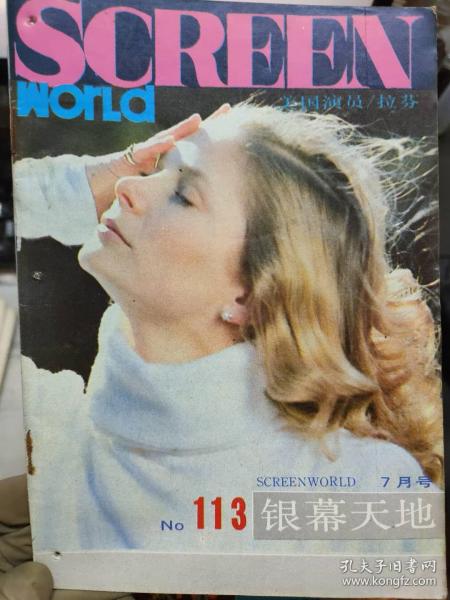 SCREEN
World
美国演员/拉芬
SCREENWORLD 7月号
No 113 银幕天地
孔夫子旧书网
www.kongfz.com